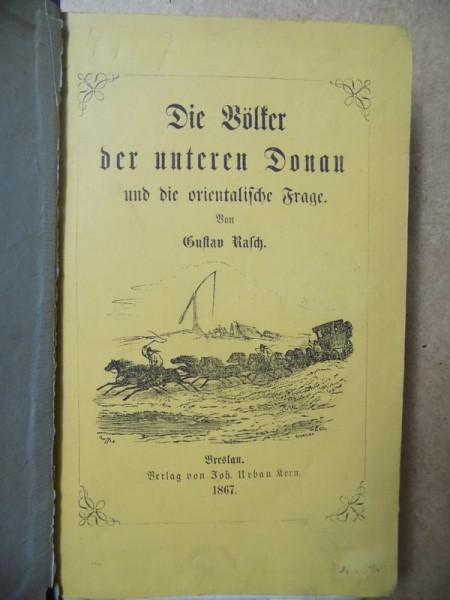 Die Völker
der unteren Donau
und die orientalische Frage.
Von
Gustav Rasch.
Breslau.
Verlag von Joh. Urban Kern.
1867.